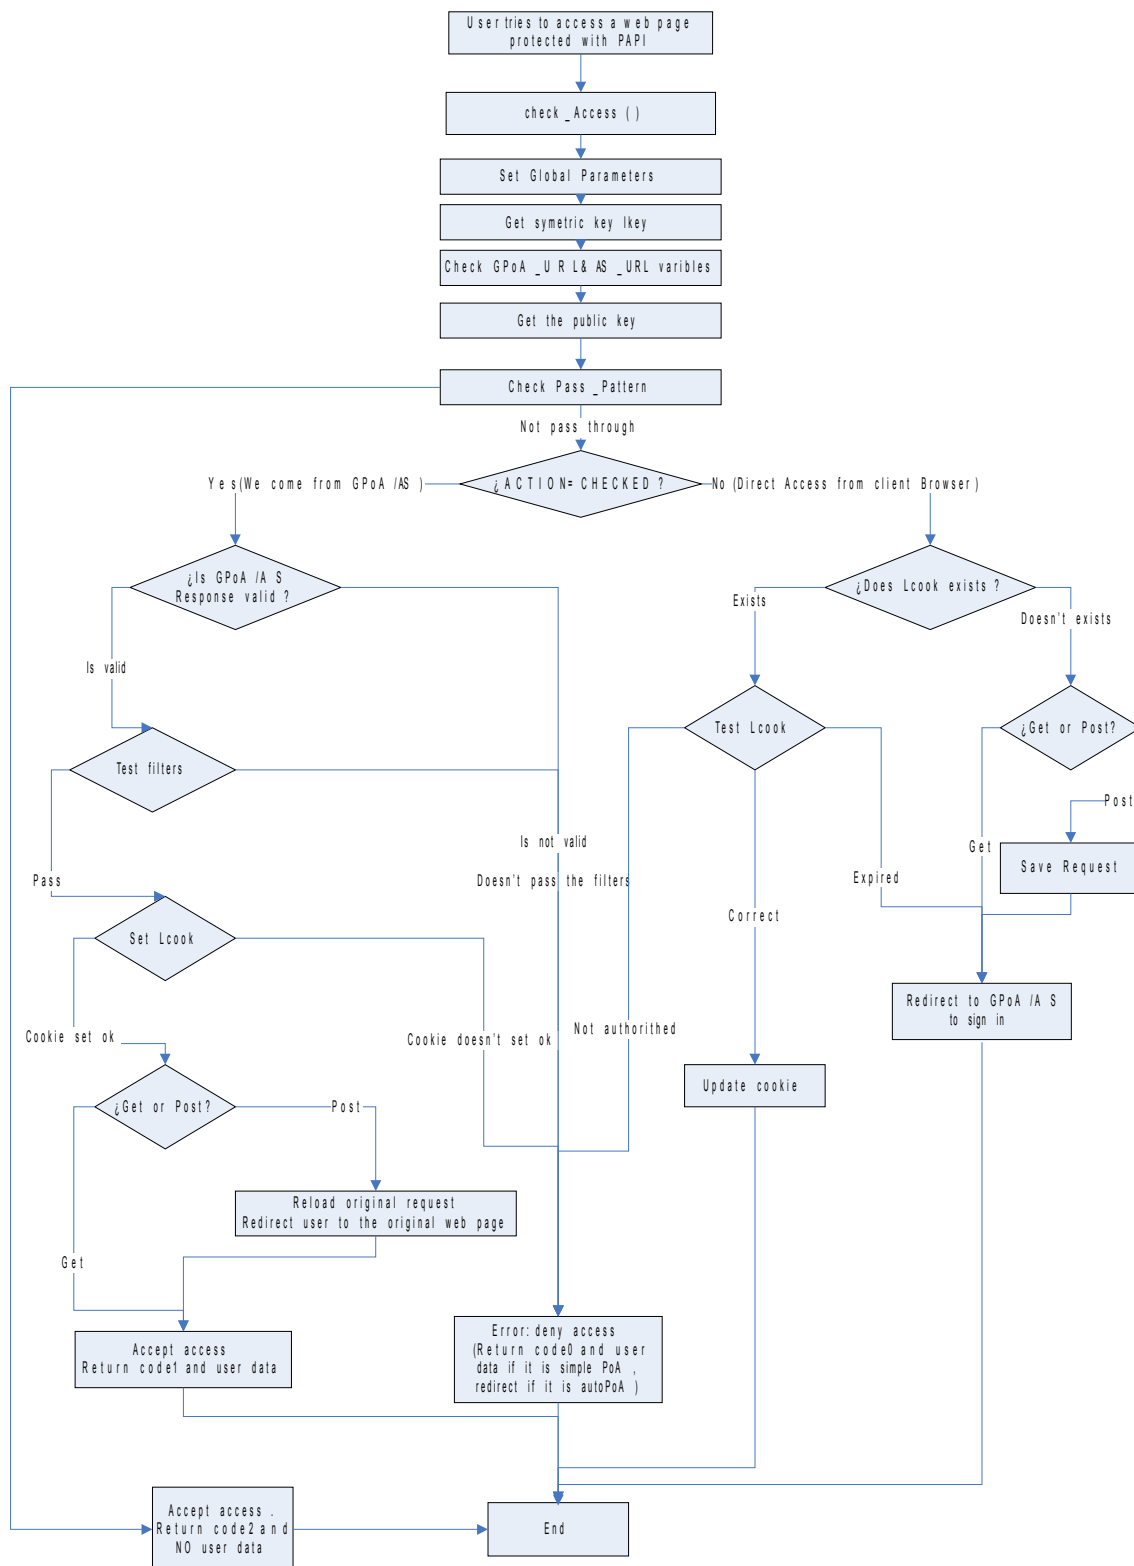 User tries to access a web page
protected with PAPI
check_Access ()
Set Global Parameters
Get symetric key lkey
Check GPoA_URL& AS_URL varibles
Get the public key
Check Pass_Pattern
Not pass through
Yes(We come from GPoA/AS)
¿ACTION=CHECKED?
No(Direct Access from client Browser)
¿Is GPoA/AS
Response valid?
¿Does Lcook exists?
Exists
Doesn't exists
Is valid
Test Lcook
¿Get or Post?
Test filters
Post
Is not valid
Get
Save Request
Pass
Doesn't pass the filters
Expired
Correct
Set Lcook
Redirect to GPoA/AS
to sign in
Cookie set ok
Cookie doesn't set ok
Not authorithed
Update cookie
¿Get or Post?
Post
Reload original request
Redirect user to the original web page
Get
Accept access
Return code1 and user data
Error:deny access
(Return code0 and user
data if it is simple PoA,
redirect if it is autoPoA)
Accept access.
Return code2 and
NO user data
End